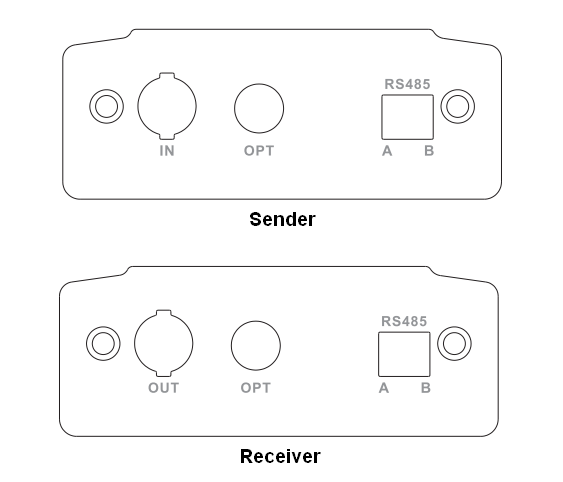 RS485
IN OPT A B
Sender
RS485
OUT OPT A B
Receiver